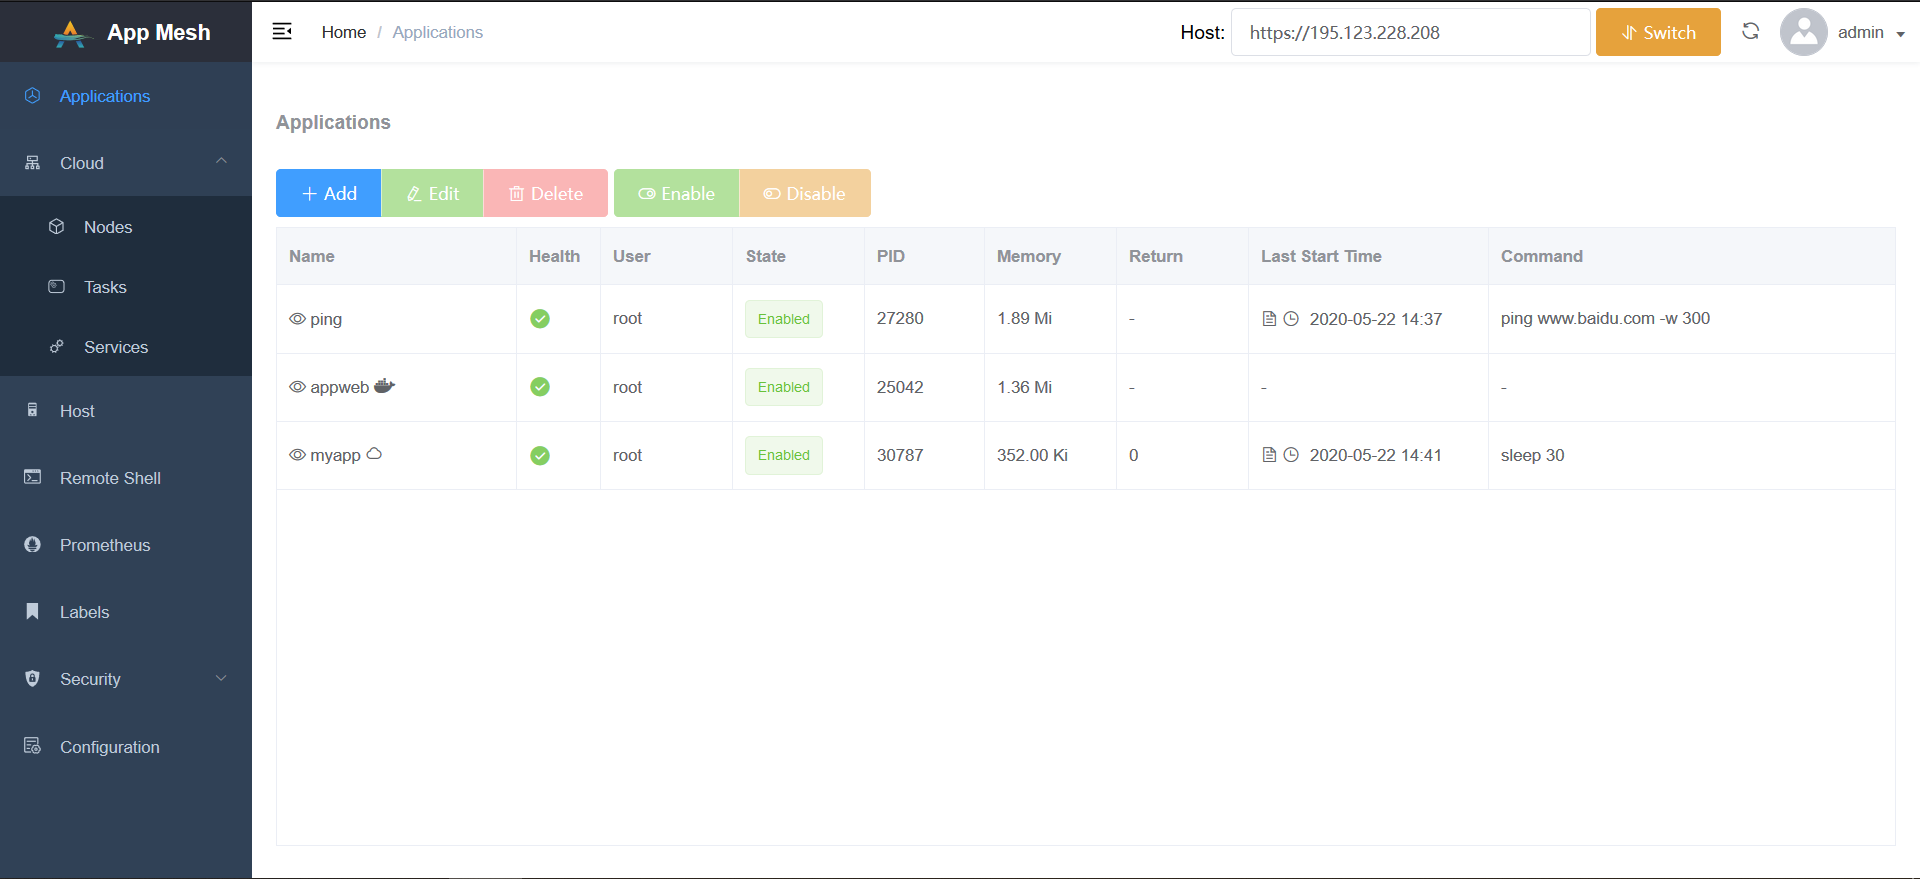 App Mesh
Home / Applications
Host: https://195.123.228.208 Switch admin
Applications
Cloud
Nodes
Tasks
Services
Host
Remote Shell
Prometheus
Labels
Security
Configuration
Applications
Add Edit Delete Enable Disable
Name Health User State PID Memory Return Last Start Time Command
ping root Enabled 27280 1.89 Mi - 2020-05-22 14:37 ping www.baidu.com -w 300
appweb root Enabled 25042 1.36 Mi - - -
myapp root Enabled 30787 352.00 Ki 0 2020-05-22 14:41 sleep 30